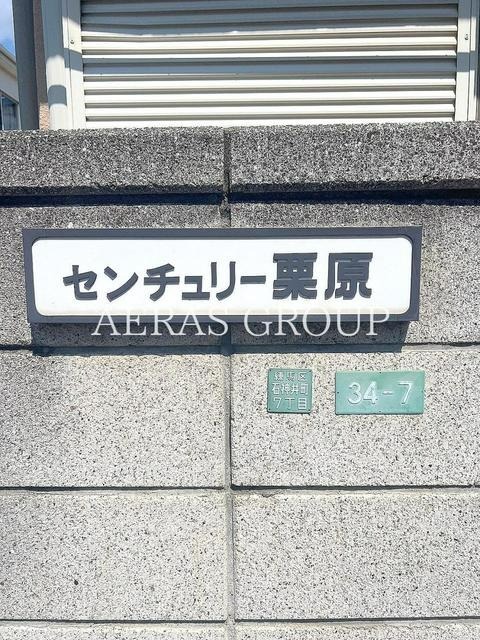 センチュリー栗原
AERAS GROUP
練馬区
石神井町
7丁目
34-7